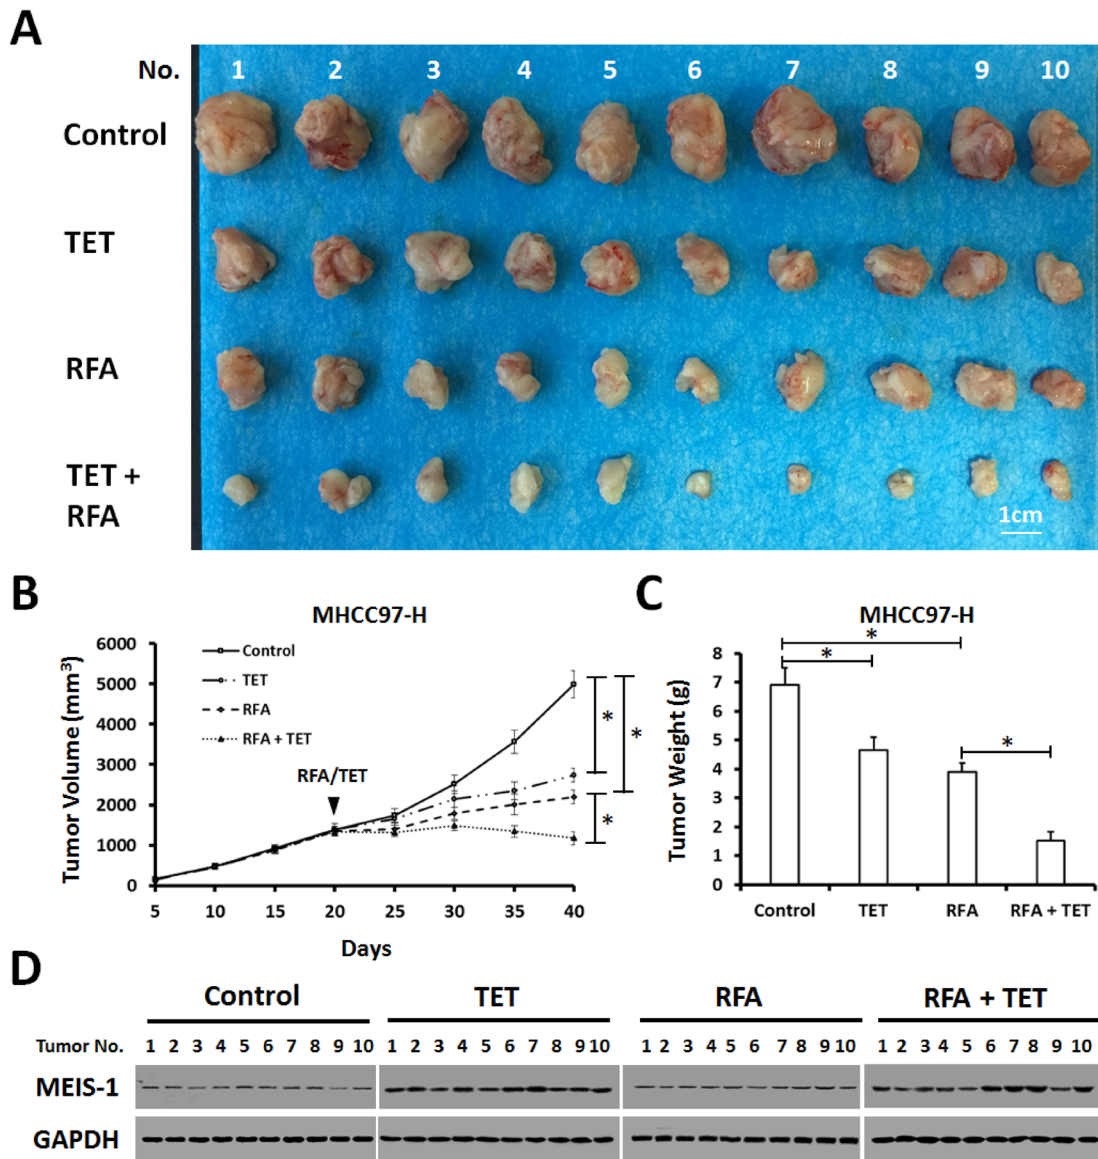 A
No. 1 2 3 4 5 6 7 8 9 10
Control
TET
RFA
TET +
RFA
1cm
B
MHCC97-H
Tumor Volume (mm³)
6000
5000
4000
3000
2000
1000
0
Control
TET
RFA
RFA + TET
RFA/TET
*
*
*
5 10 15 20 25 30 35 40
Days
C
MHCC97-H
Tumor Weight (g)
8
7
6
5
4
3
2
1
0
*
*
*
Control TET RFA RFA + TET
D
Control TET RFA RFA + TET
Tumor No. 1 2 3 4 5 6 7 8 9 10 1 2 3 4 5 6 7 8 9 10 1 2 3 4 5 6 7 8 9 10 1 2 3 4 5 6 7 8 9 10
MEIS-1
GAPDH